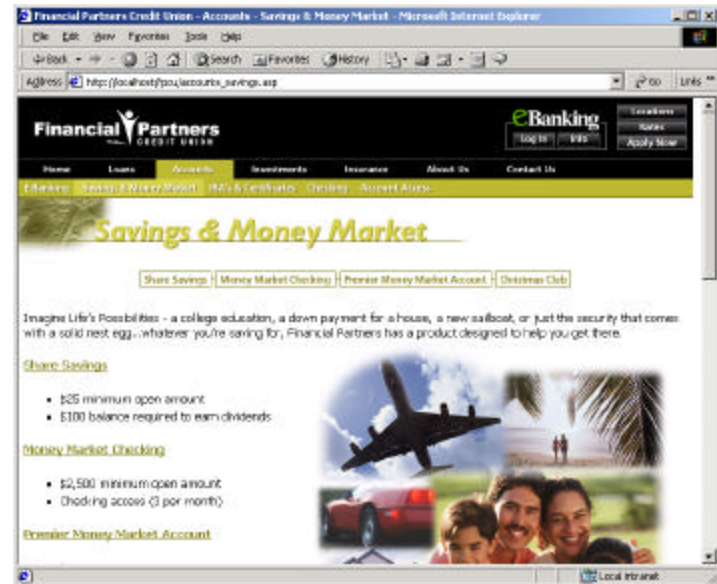 Financial Partners Credit Union - Accounts - Savings & Money Market - Microsoft Internet Explorer
File Edit View Favorites Tools Help
Back Search Favorites History
Address http://localhost/fpcu/accounts_savings.asp Go Links »
Financial Partners
CREDIT UNION
eBanking
Log In Info
Locations
Rates
Apply Now
Home Loans Accounts Investments Insurance About Us Contact Us
E-Banking Savings & Money Market IRA's & Certificates Checking Account Access
Savings & Money Market
Share Savings Money Market Checking Premier Money Market Account Christmas Club
Imagine Life's Possibilities - a college education, a down payment for a house, a new sailboat, or just the security that comes
with a solid nest egg...whatever you're saving for, Financial Partners has a product designed to help you get there.
Share Savings
• $25 minimum open amount
• $100 balance required to earn dividends
Money Market Checking
• $2,500 minimum open amount
• Checking access (3 per month)
Premier Money Market Account
Local intranet